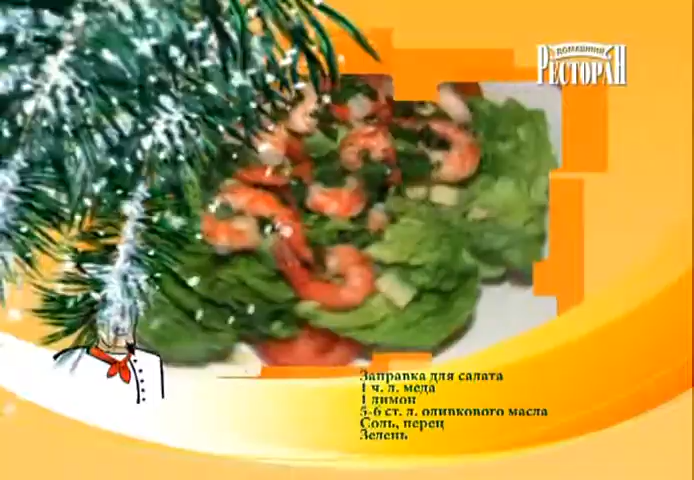 ДОМАШНИЙ
РЕСТОРАН
Заправка для салата
1 ч. л. меда
1 лимон
5-6 ст. л. оливкового масла
Соль, перец
Зелень